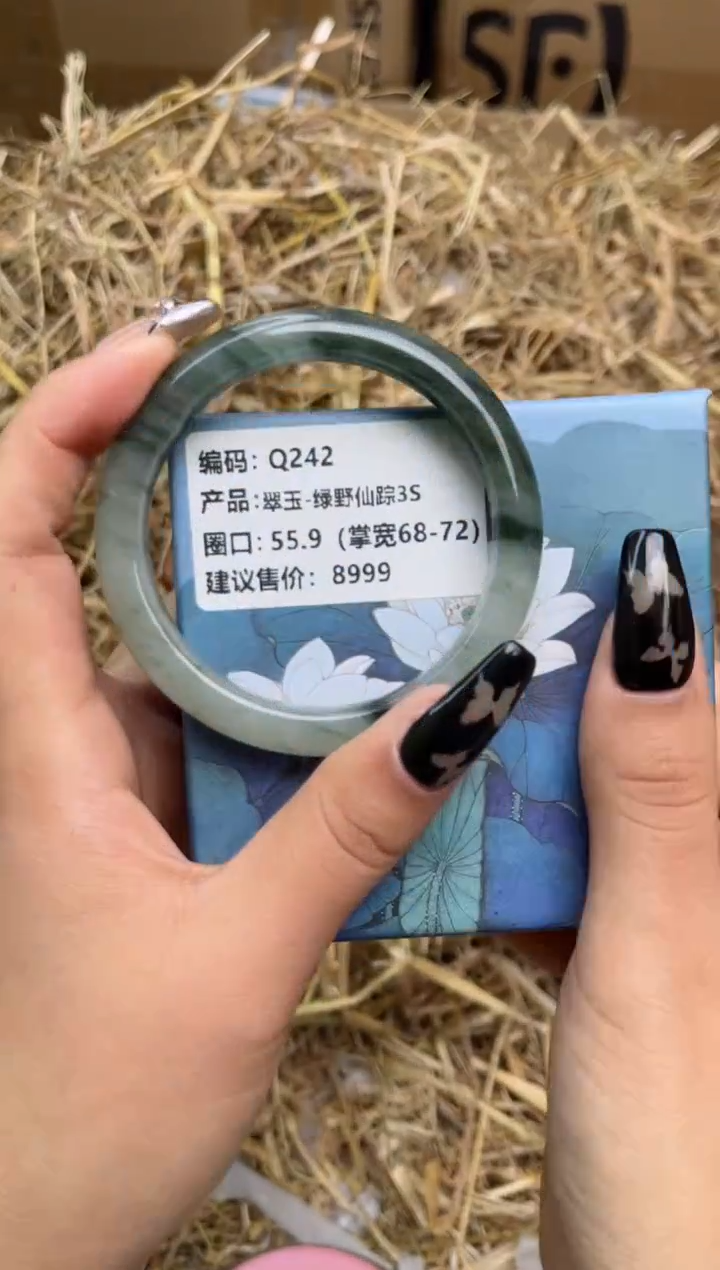 SF
编码：Q242
产品:翠玉-绿野仙踪3S
圈口: 55.9（掌宽68-72)
建议售价：8999